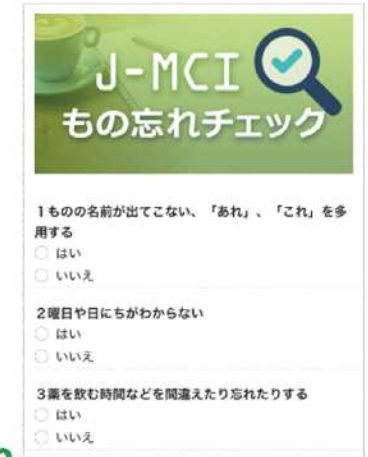 J-MCI
もの忘れチェック
1ものの名前が出てこない、「あれ」、「これ」を多
用する
はい
いいえ
2曜日や日にちがわからない
はい
いいえ
3薬を飲む時間などを間違えたり忘れたりする
はい
いいえ